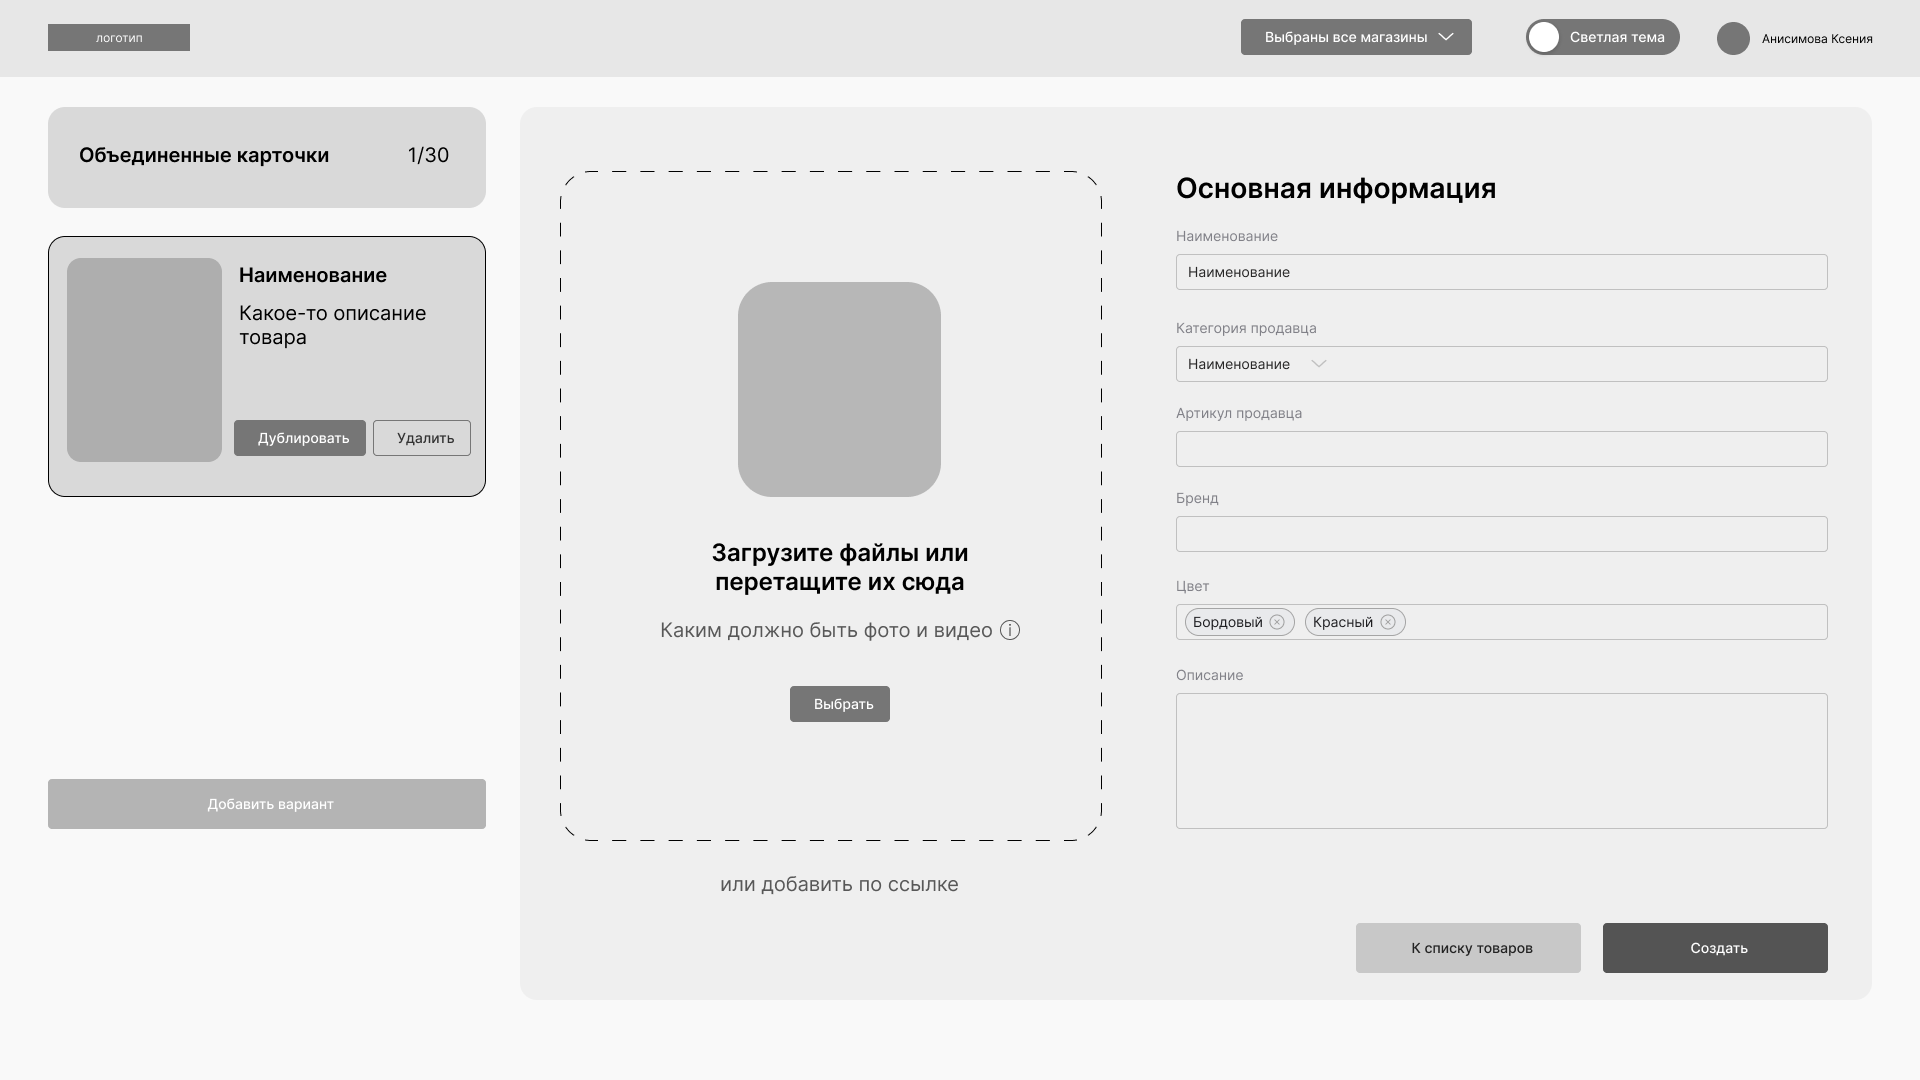 логотип
Выбраны все магазины
Светлая тема
Анисимова Ксения
Объединенные карточки
1/30
Наименование
Какое-то описание
товара
Дублировать
Удалить
Добавить вариант
Загрузите файлы или
перетащите их сюда
Каким должно быть фото и видео
Выбрать
или добавить по ссылке
Основная информация
Наименование
Наименование
Категория продавца
Наименование
Артикул продавца
Бренд
Цвет
Бордовый
Красный
Описание
К списку товаров
Создать